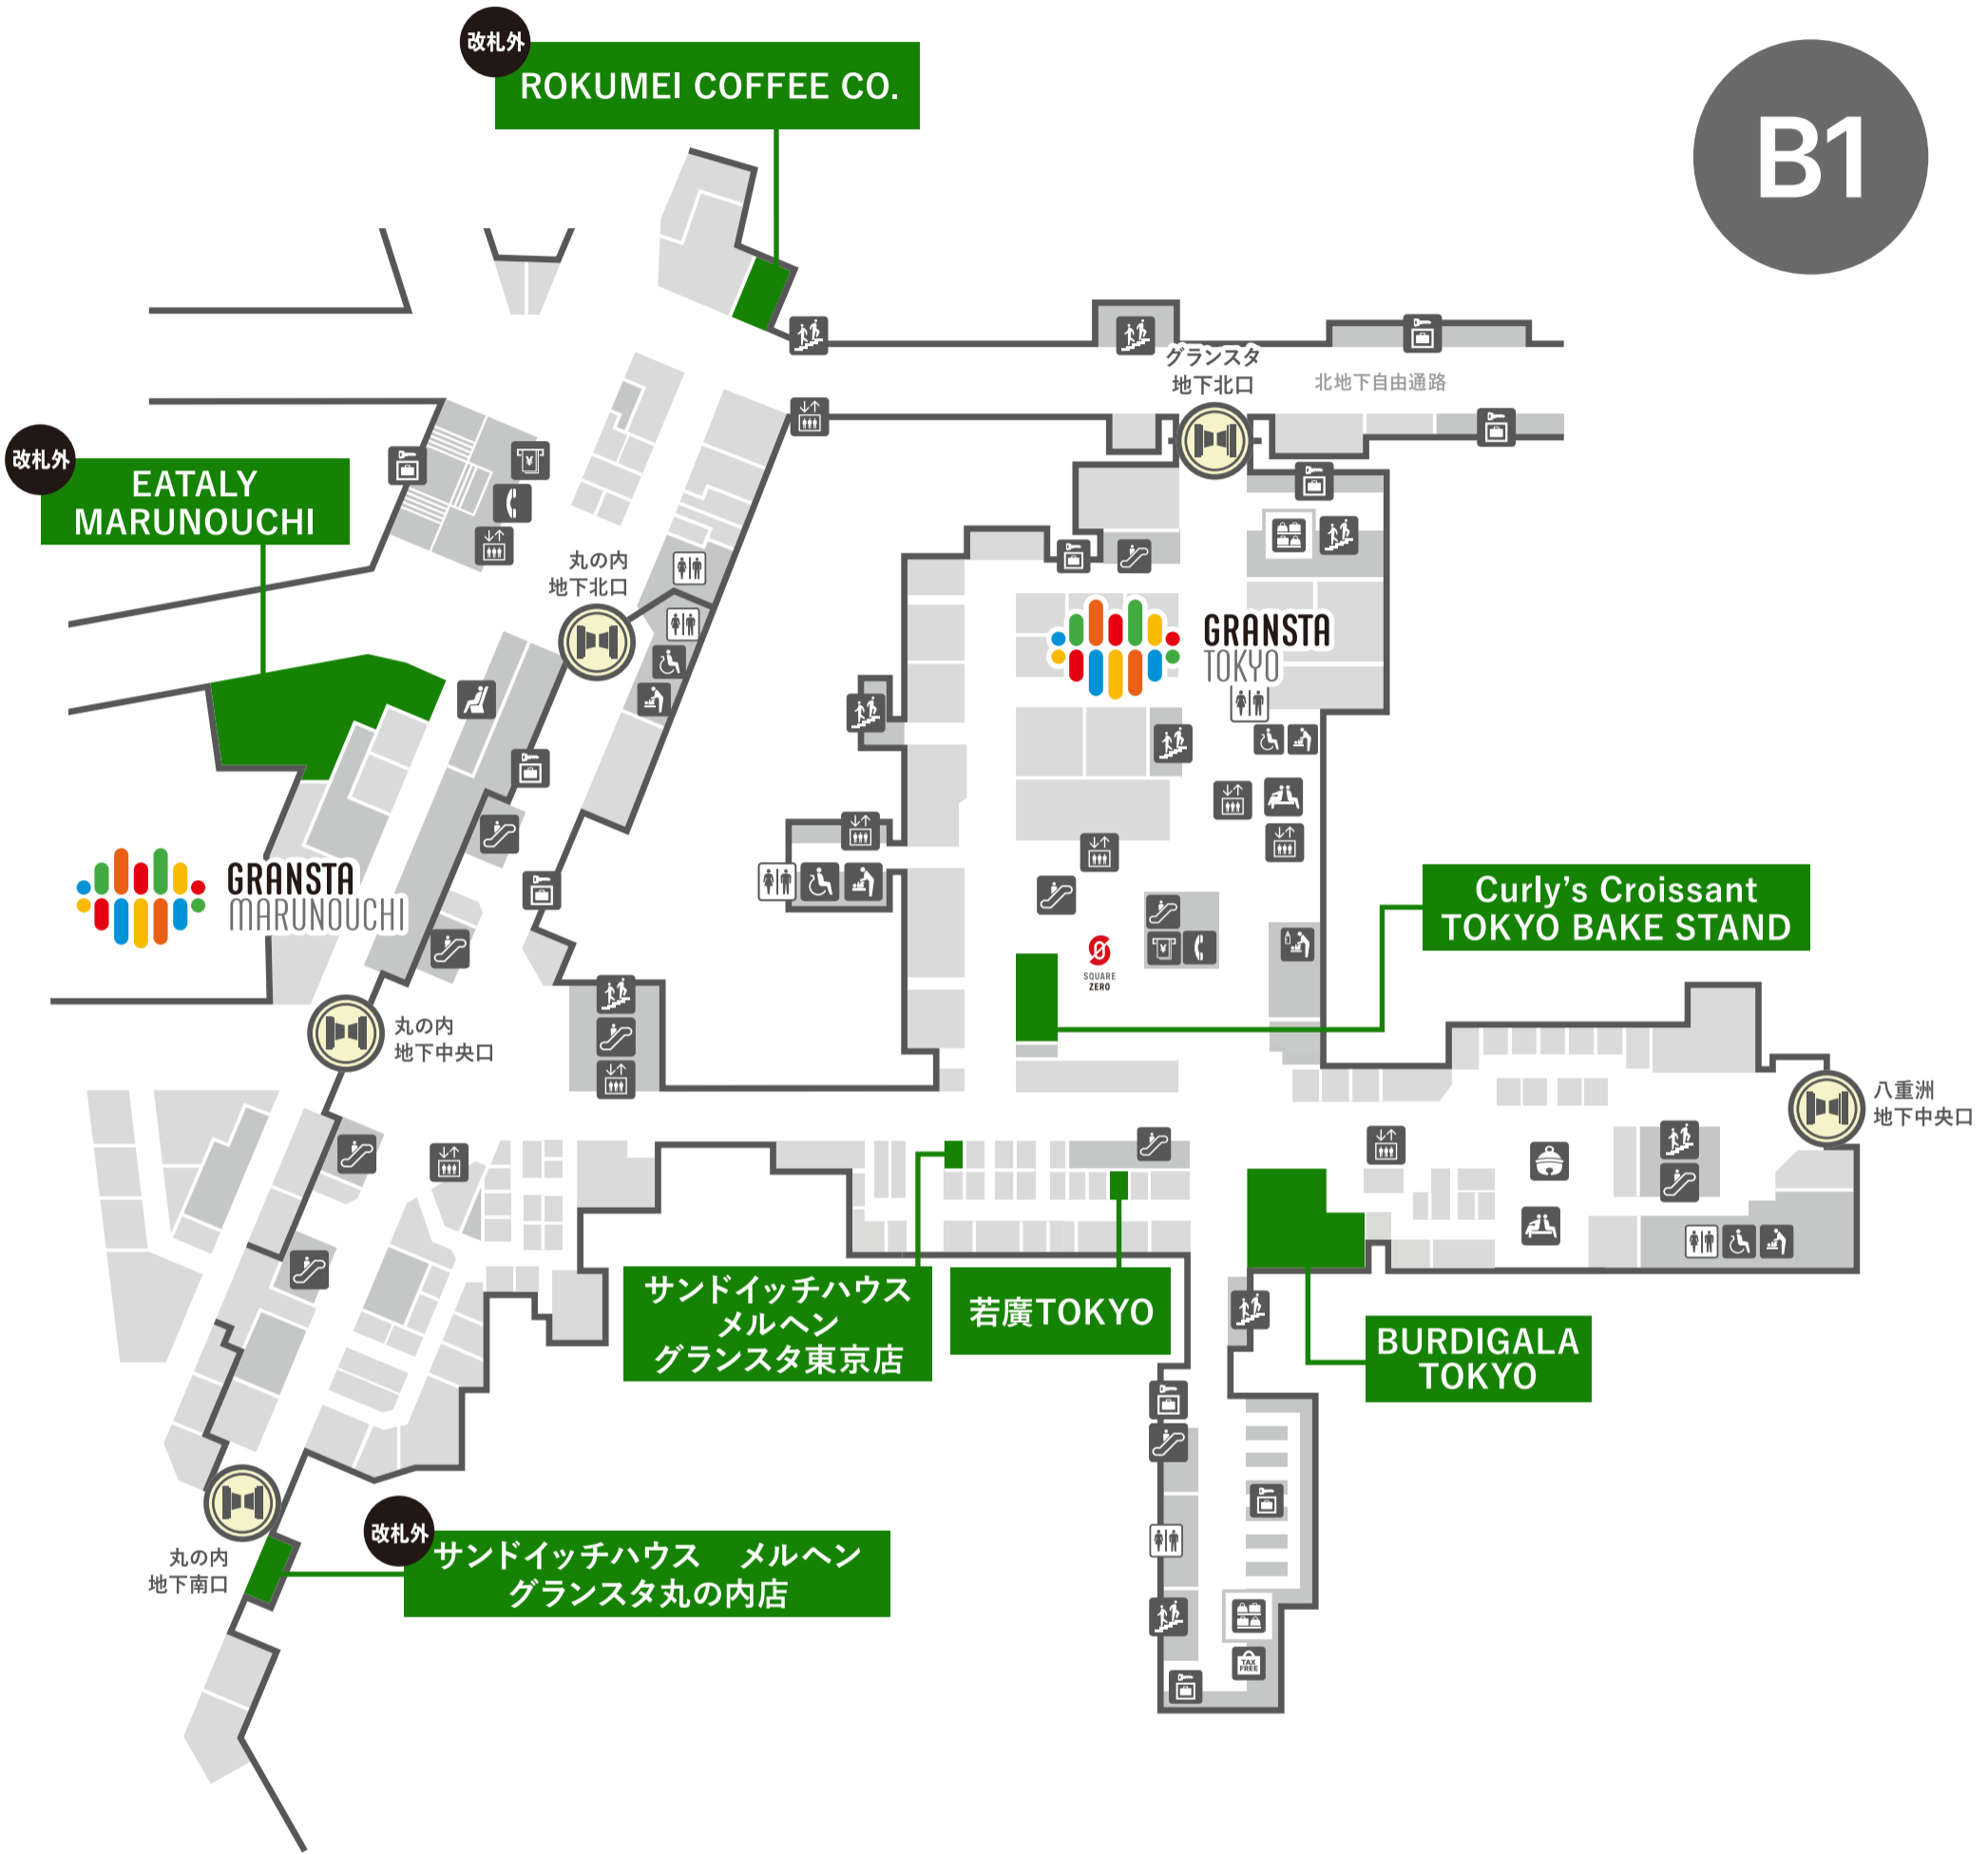 改札外
ROKUMEI COFFEE CO.
B1
グランスタ
地下北口
北地下自由通路
改札外
EATALY
MARUNOUCHI
丸の内
地下北口
GRANSTA
TOKYO
GRANSTA
MARUNOUCHI
Curly’s Croissant
TOKYO BAKE STAND
SQUARE
ZERO
丸の内
地下中央口
八重洲
地下中央口
サンドイッチハウス
メルヘン
グランスタ東京店
若廣TOKYO
BURDIGALA
TOKYO
改札外
サンドイッチハウス　メルヘン
グランスタ丸の内店
丸の内
地下南口
TAX
FREE